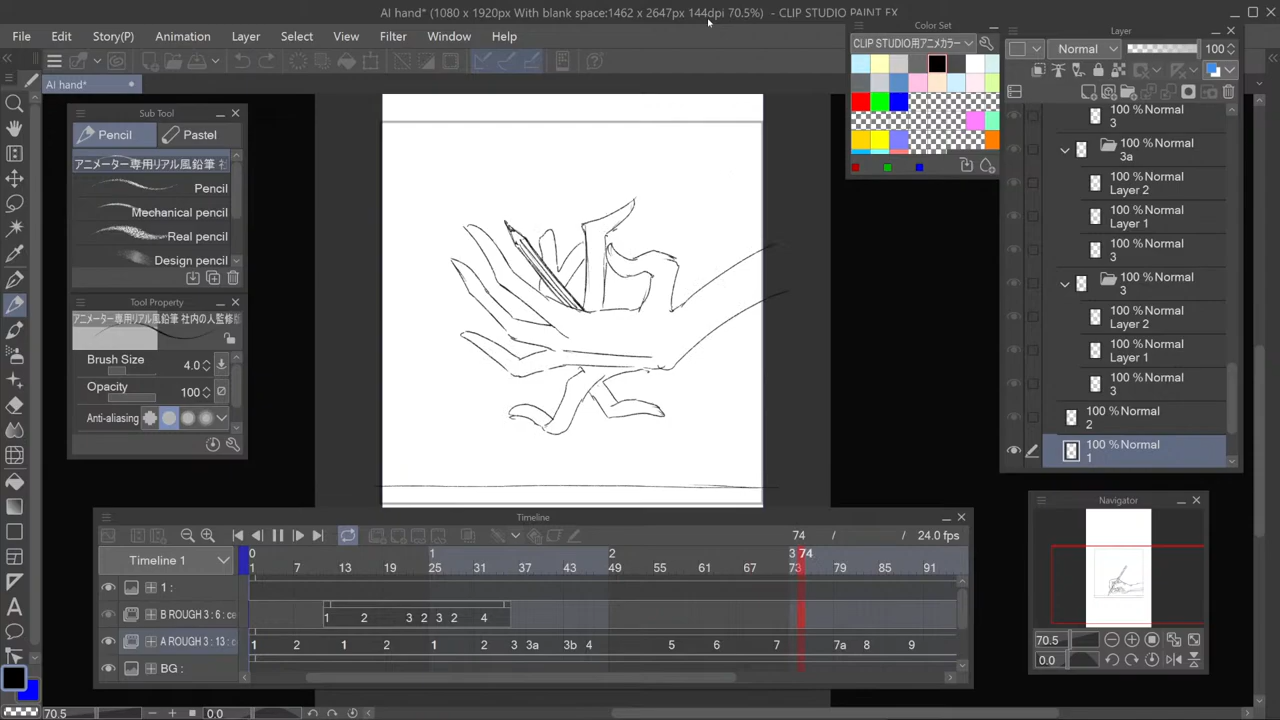 AI hand* (1080 x 1920px With blank space:1462 x 2647px 144dpi 70.5%) - CLIP STUDIO PAINT EX
File Edit Story(P) Animation Layer Select View Filter Window Help
AI hand*
Sub Tool
Pencil Pastel
アニメーター専用リアル風鉛筆 社
Pencil
Mechanical pencil
Real pencil
Design pencil
Tool Property
アニメーター専用リアル風鉛筆 社内の人監修版
Brush Size 4.0
Opacity 100
Anti-aliasing
Color Set
CLIP STUDIO用アニメカラー
Layer
Normal 100
3
100 % Normal
3a
100 % Normal
Layer 2
100 % Normal
Layer 1
100 % Normal
3
100 % Normal
3
100 % Normal
Layer 2
100 % Normal
Layer 1
100 % Normal
3
100 % Normal
2
100 % Normal
1
Timeline
74 / / 24.0 fps
Timeline 1
0 1 2 3 74
1 7 13 19 25 31 37 43 49 55 61 67 73 79 85 91
1 :
B ROUGH 3 : 6 : ce
1 2 3 2 3 2 4
A ROUGH 3 : 13 : c
1 2 1 2 1 2 3 3a 3b 4 5 6 7 7a 8 9
BG :
Navigator
70.5
0.0
70.5 0.0